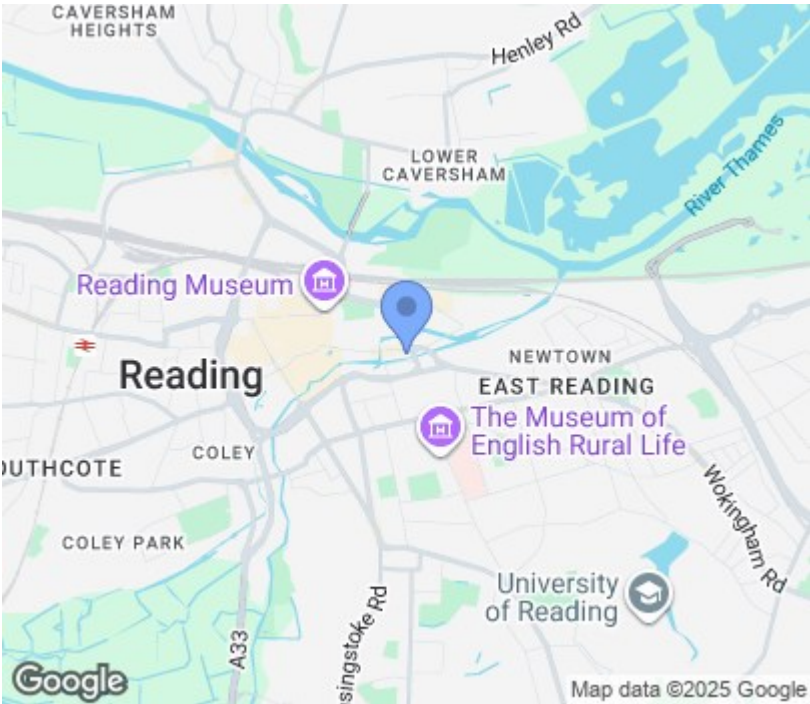 CAVERSHAM
HEIGHTS
Henley Rd
LOWER
CAVERSHAM
River Thames
Reading Museum
Reading
NEWTOWN
EAST READING
The Museum of
English Rural Life
COLEY
OUTHCOTE
Wokingham Rd
COLEY PARK
University
of Reading
A33
singstoke Rd
Google
Map data ©2025 Google